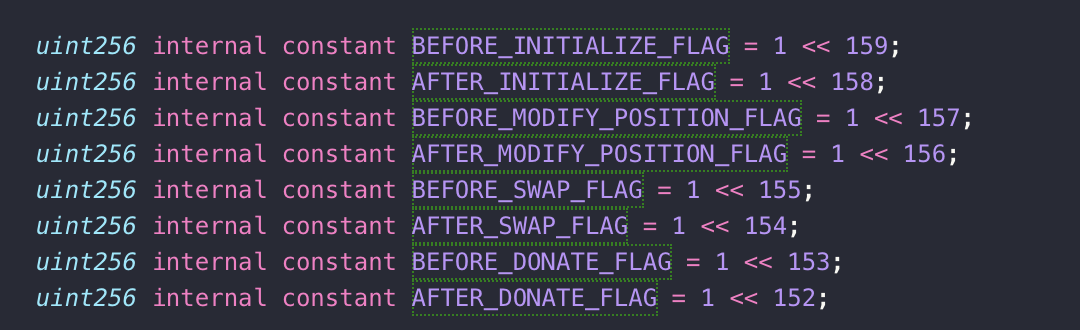 uint256 internal constant BEFORE_INITIALIZE_FLAG = 1 << 159;
uint256 internal constant AFTER_INITIALIZE_FLAG = 1 << 158;
uint256 internal constant BEFORE_MODIFY_POSITION_FLAG = 1 << 157;
uint256 internal constant AFTER_MODIFY_POSITION_FLAG = 1 << 156;
uint256 internal constant BEFORE_SWAP_FLAG = 1 << 155;
uint256 internal constant AFTER_SWAP_FLAG = 1 << 154;
uint256 internal constant BEFORE_DONATE_FLAG = 1 << 153;
uint256 internal constant AFTER_DONATE_FLAG = 1 << 152;